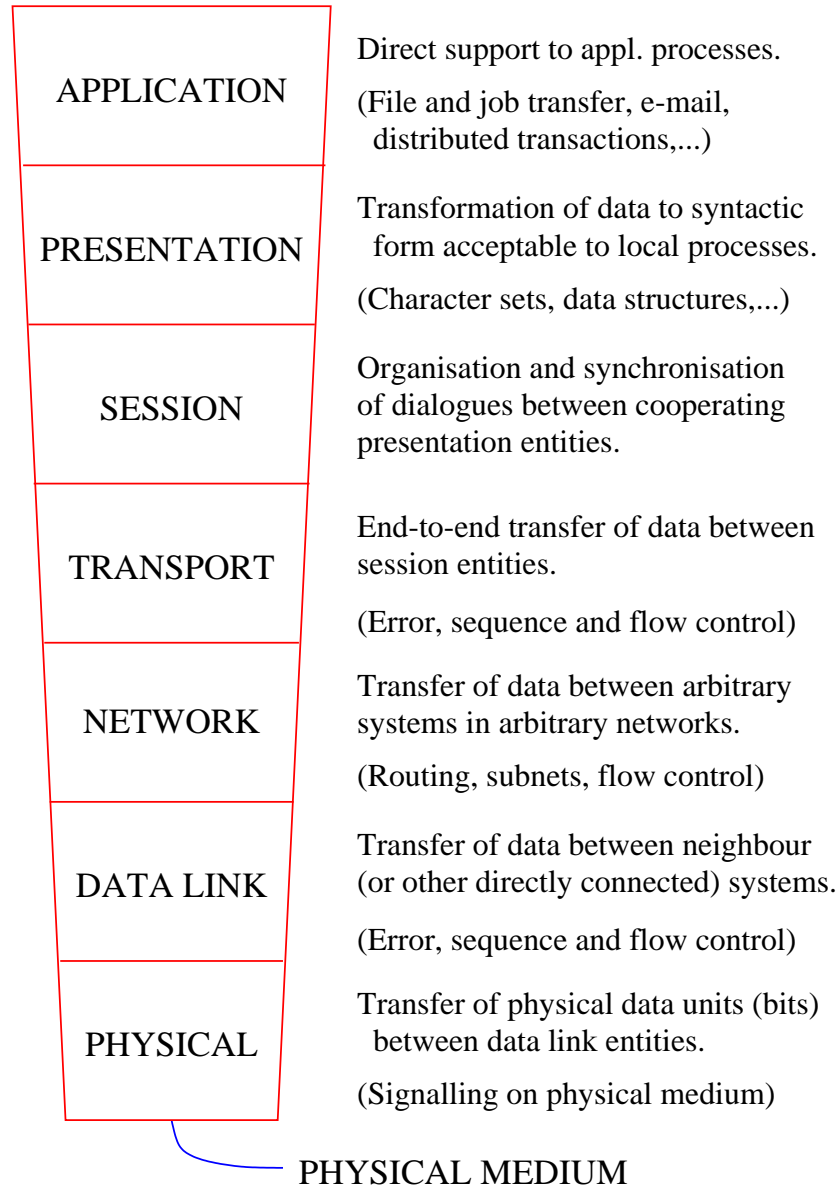 APPLICATION
Direct support to appl. processes.
(File and job transfer, e-mail,
distributed transactions,...)
PRESENTATION
Transformation of data to syntactic
form acceptable to local processes.
(Character sets, data structures,...)
SESSION
Organisation and synchronisation
of dialogues between cooperating
presentation entities.
TRANSPORT
End-to-end transfer of data between
session entities.
(Error, sequence and flow control)
NETWORK
Transfer of data between arbitrary
systems in arbitrary networks.
(Routing, subnets, flow control)
DATA LINK
Transfer of data between neighbour
(or other directly connected) systems.
(Error, sequence and flow control)
PHYSICAL
Transfer of physical data units (bits)
between data link entities.
(Signalling on physical medium)
PHYSICAL MEDIUM